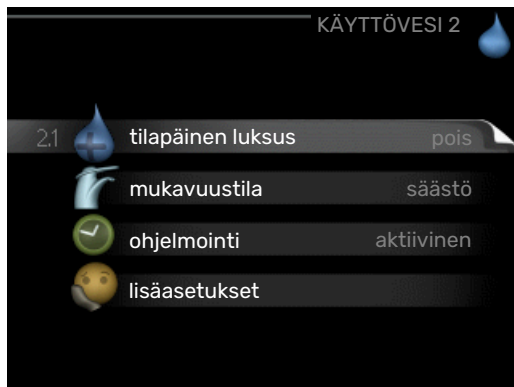 KÄYTTÖVESI 2
2.1 tilapäinen luksus pois
mukavuustila säästö
ohjelmointi aktiivinen
lisäasetukset